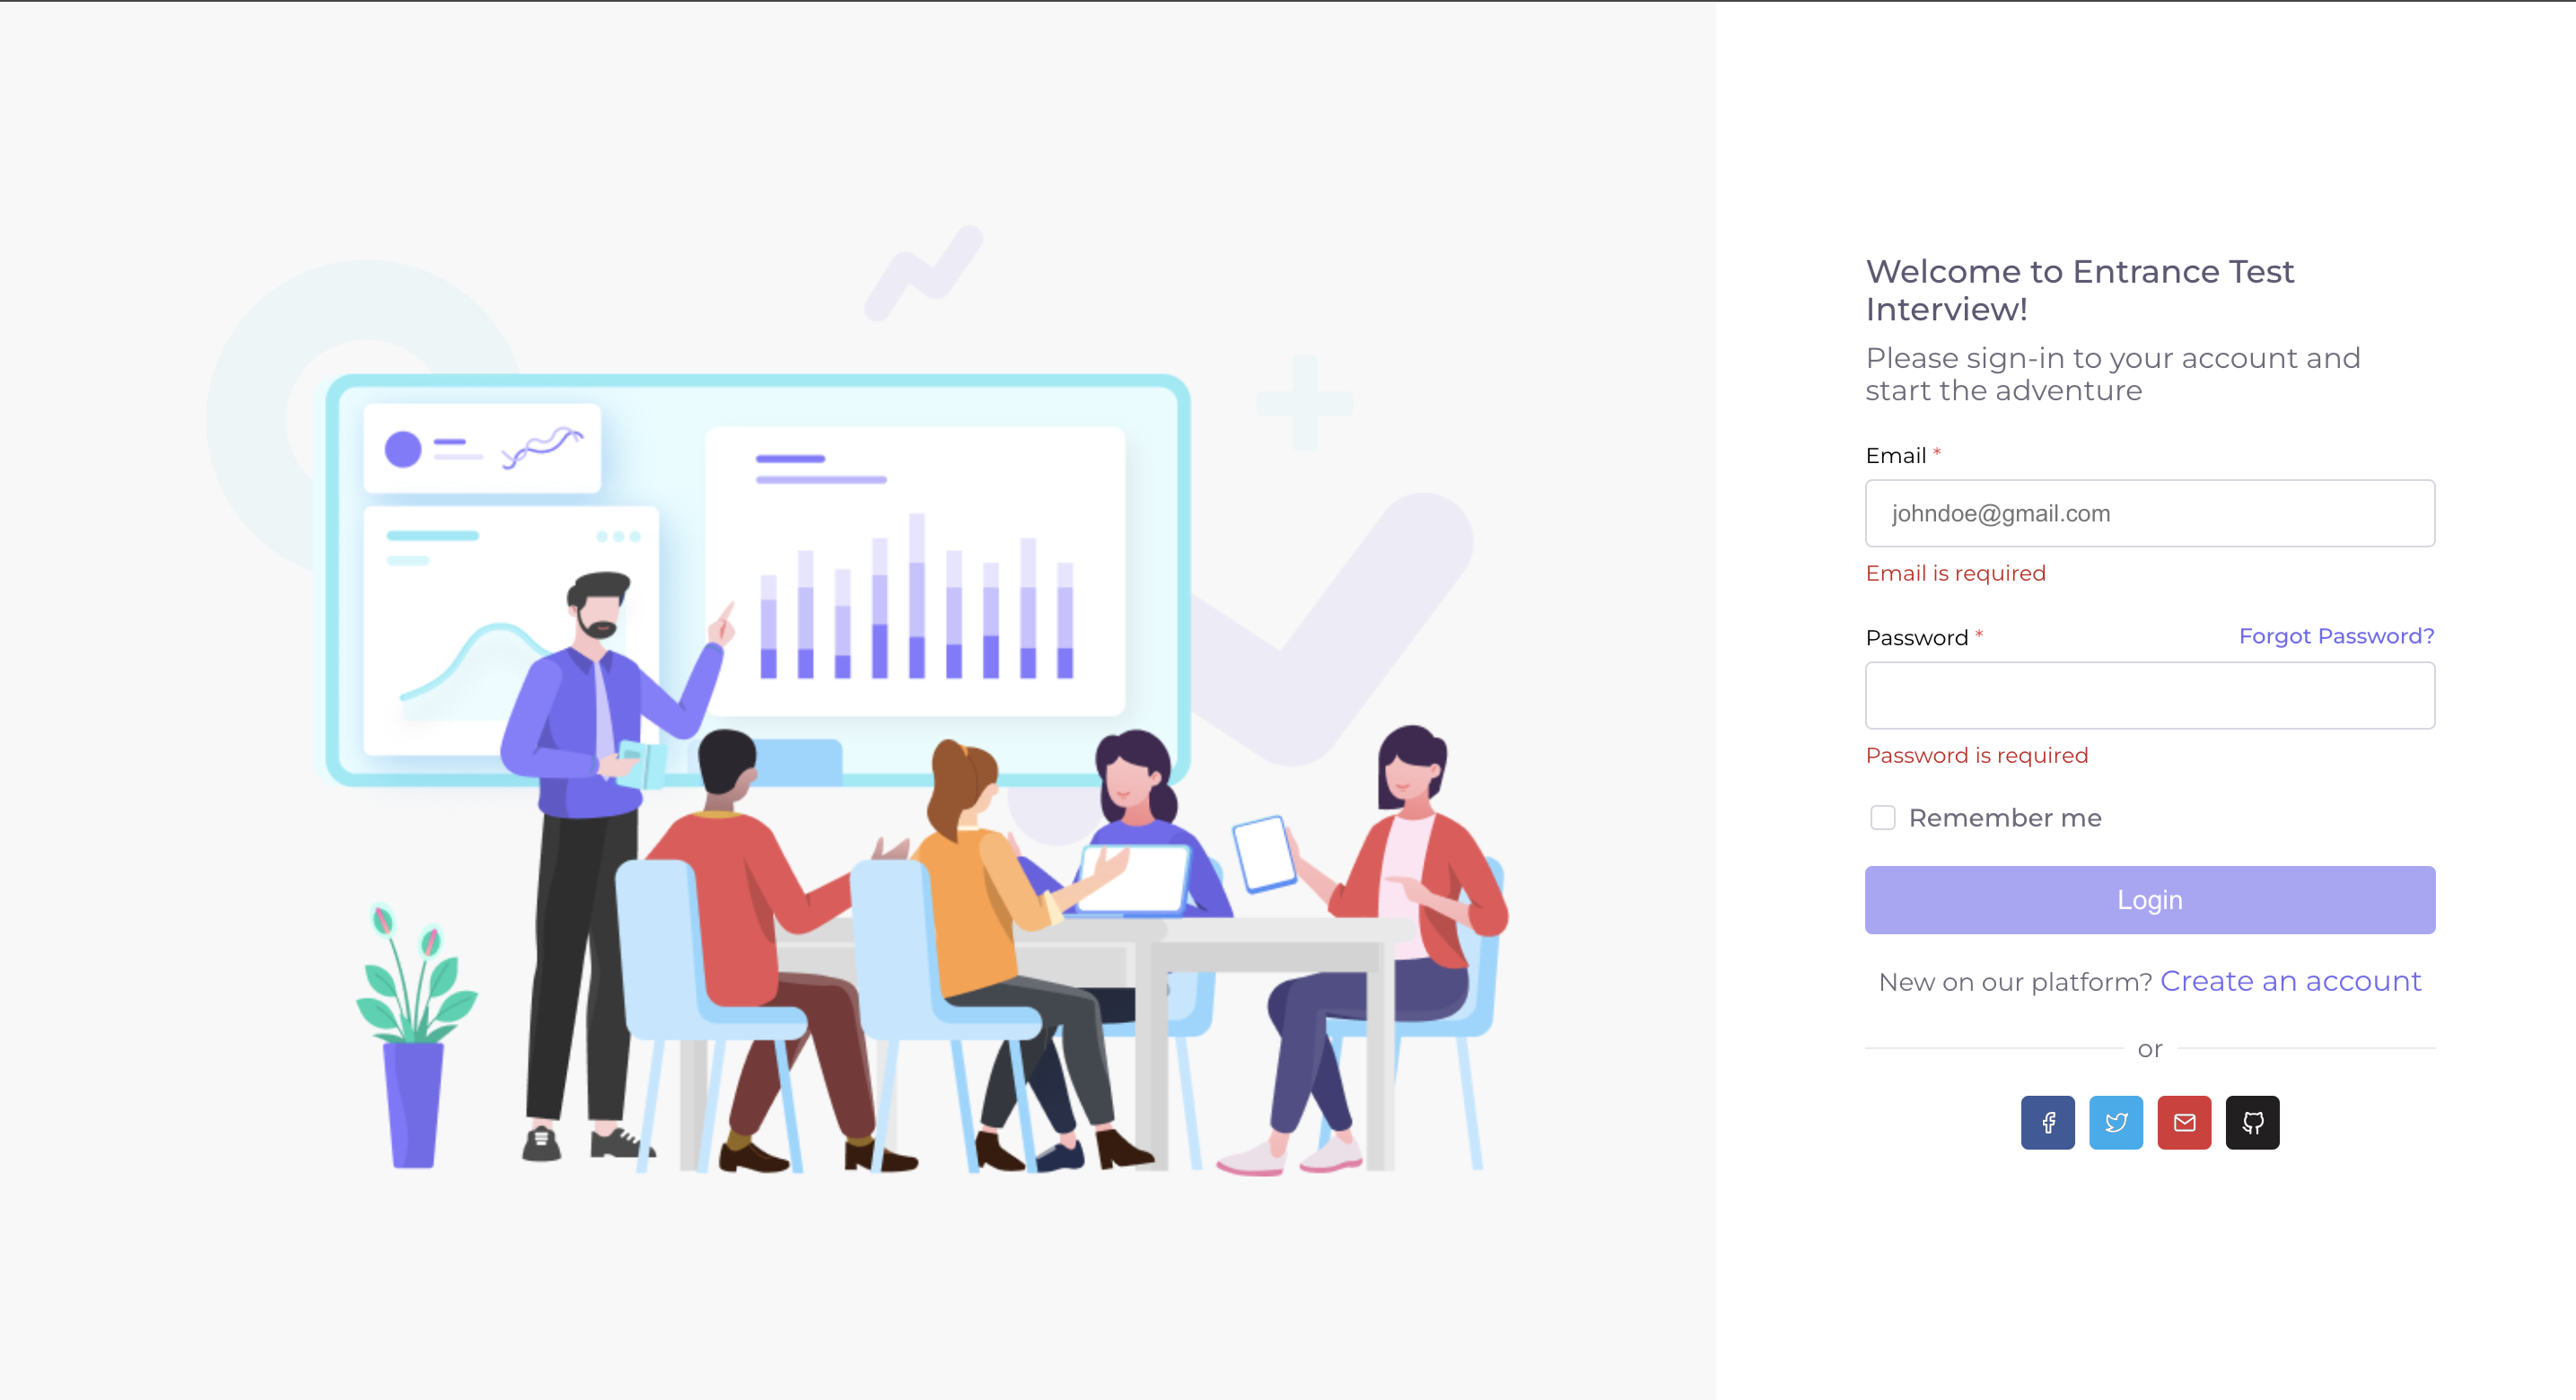 Welcome to Entrance Test
Interview!
Please sign-in to your account and
start the adventure
Email *
johndoe@gmail.com
Email is required
Password *
Forgot Password?
Password is required
Remember me
Login
New on our platform? Create an account
or